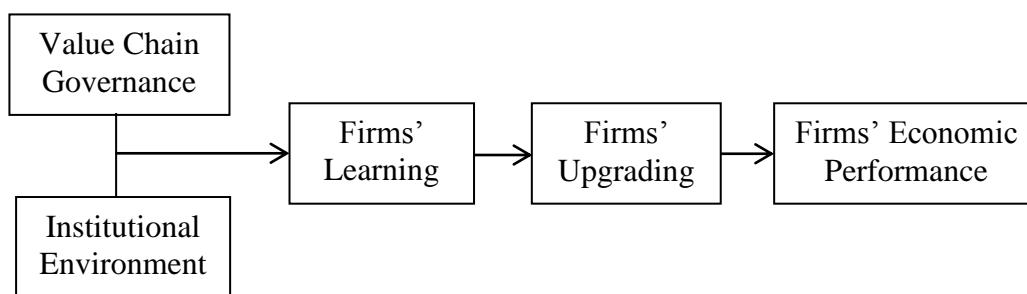 Value Chain
Governance
Firms’
Learning
Firms’
Upgrading
Firms’ Economic
Performance
Institutional
Environment